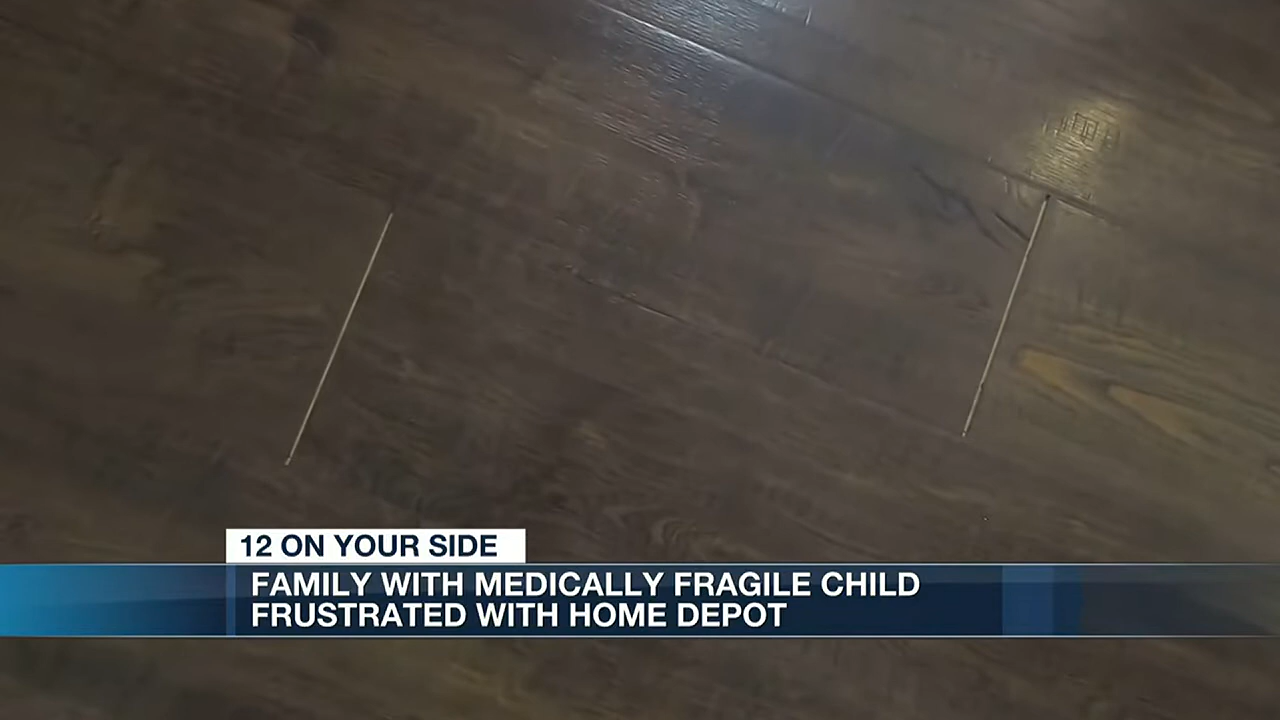 12 ON YOUR SIDE
FAMILY WITH MEDICALLY FRAGILE CHILD
FRUSTRATED WITH HOME DEPOT